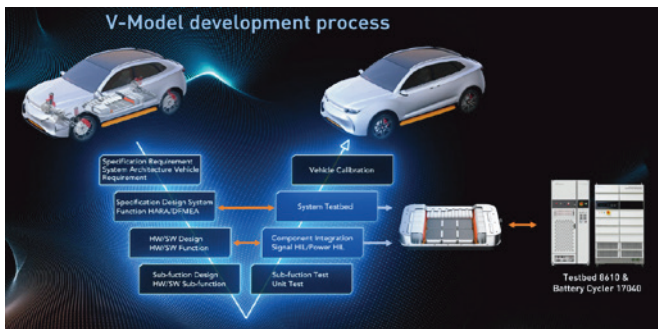 V-Model development process
Specification Requirement
System Architecture Vehicle
Requirement
Vehicle Calibration
Specification Design System
Function HARA/DFMEA
System Testbed
HW/SW Design
HW/SW Function
Component Integration
Signal HIL/Power HIL
Sub-fuction Design
HW/SW Sub-function
Sub-fuction Test
Unit Test
Testbed 8610 &
Battery Cycler 17040